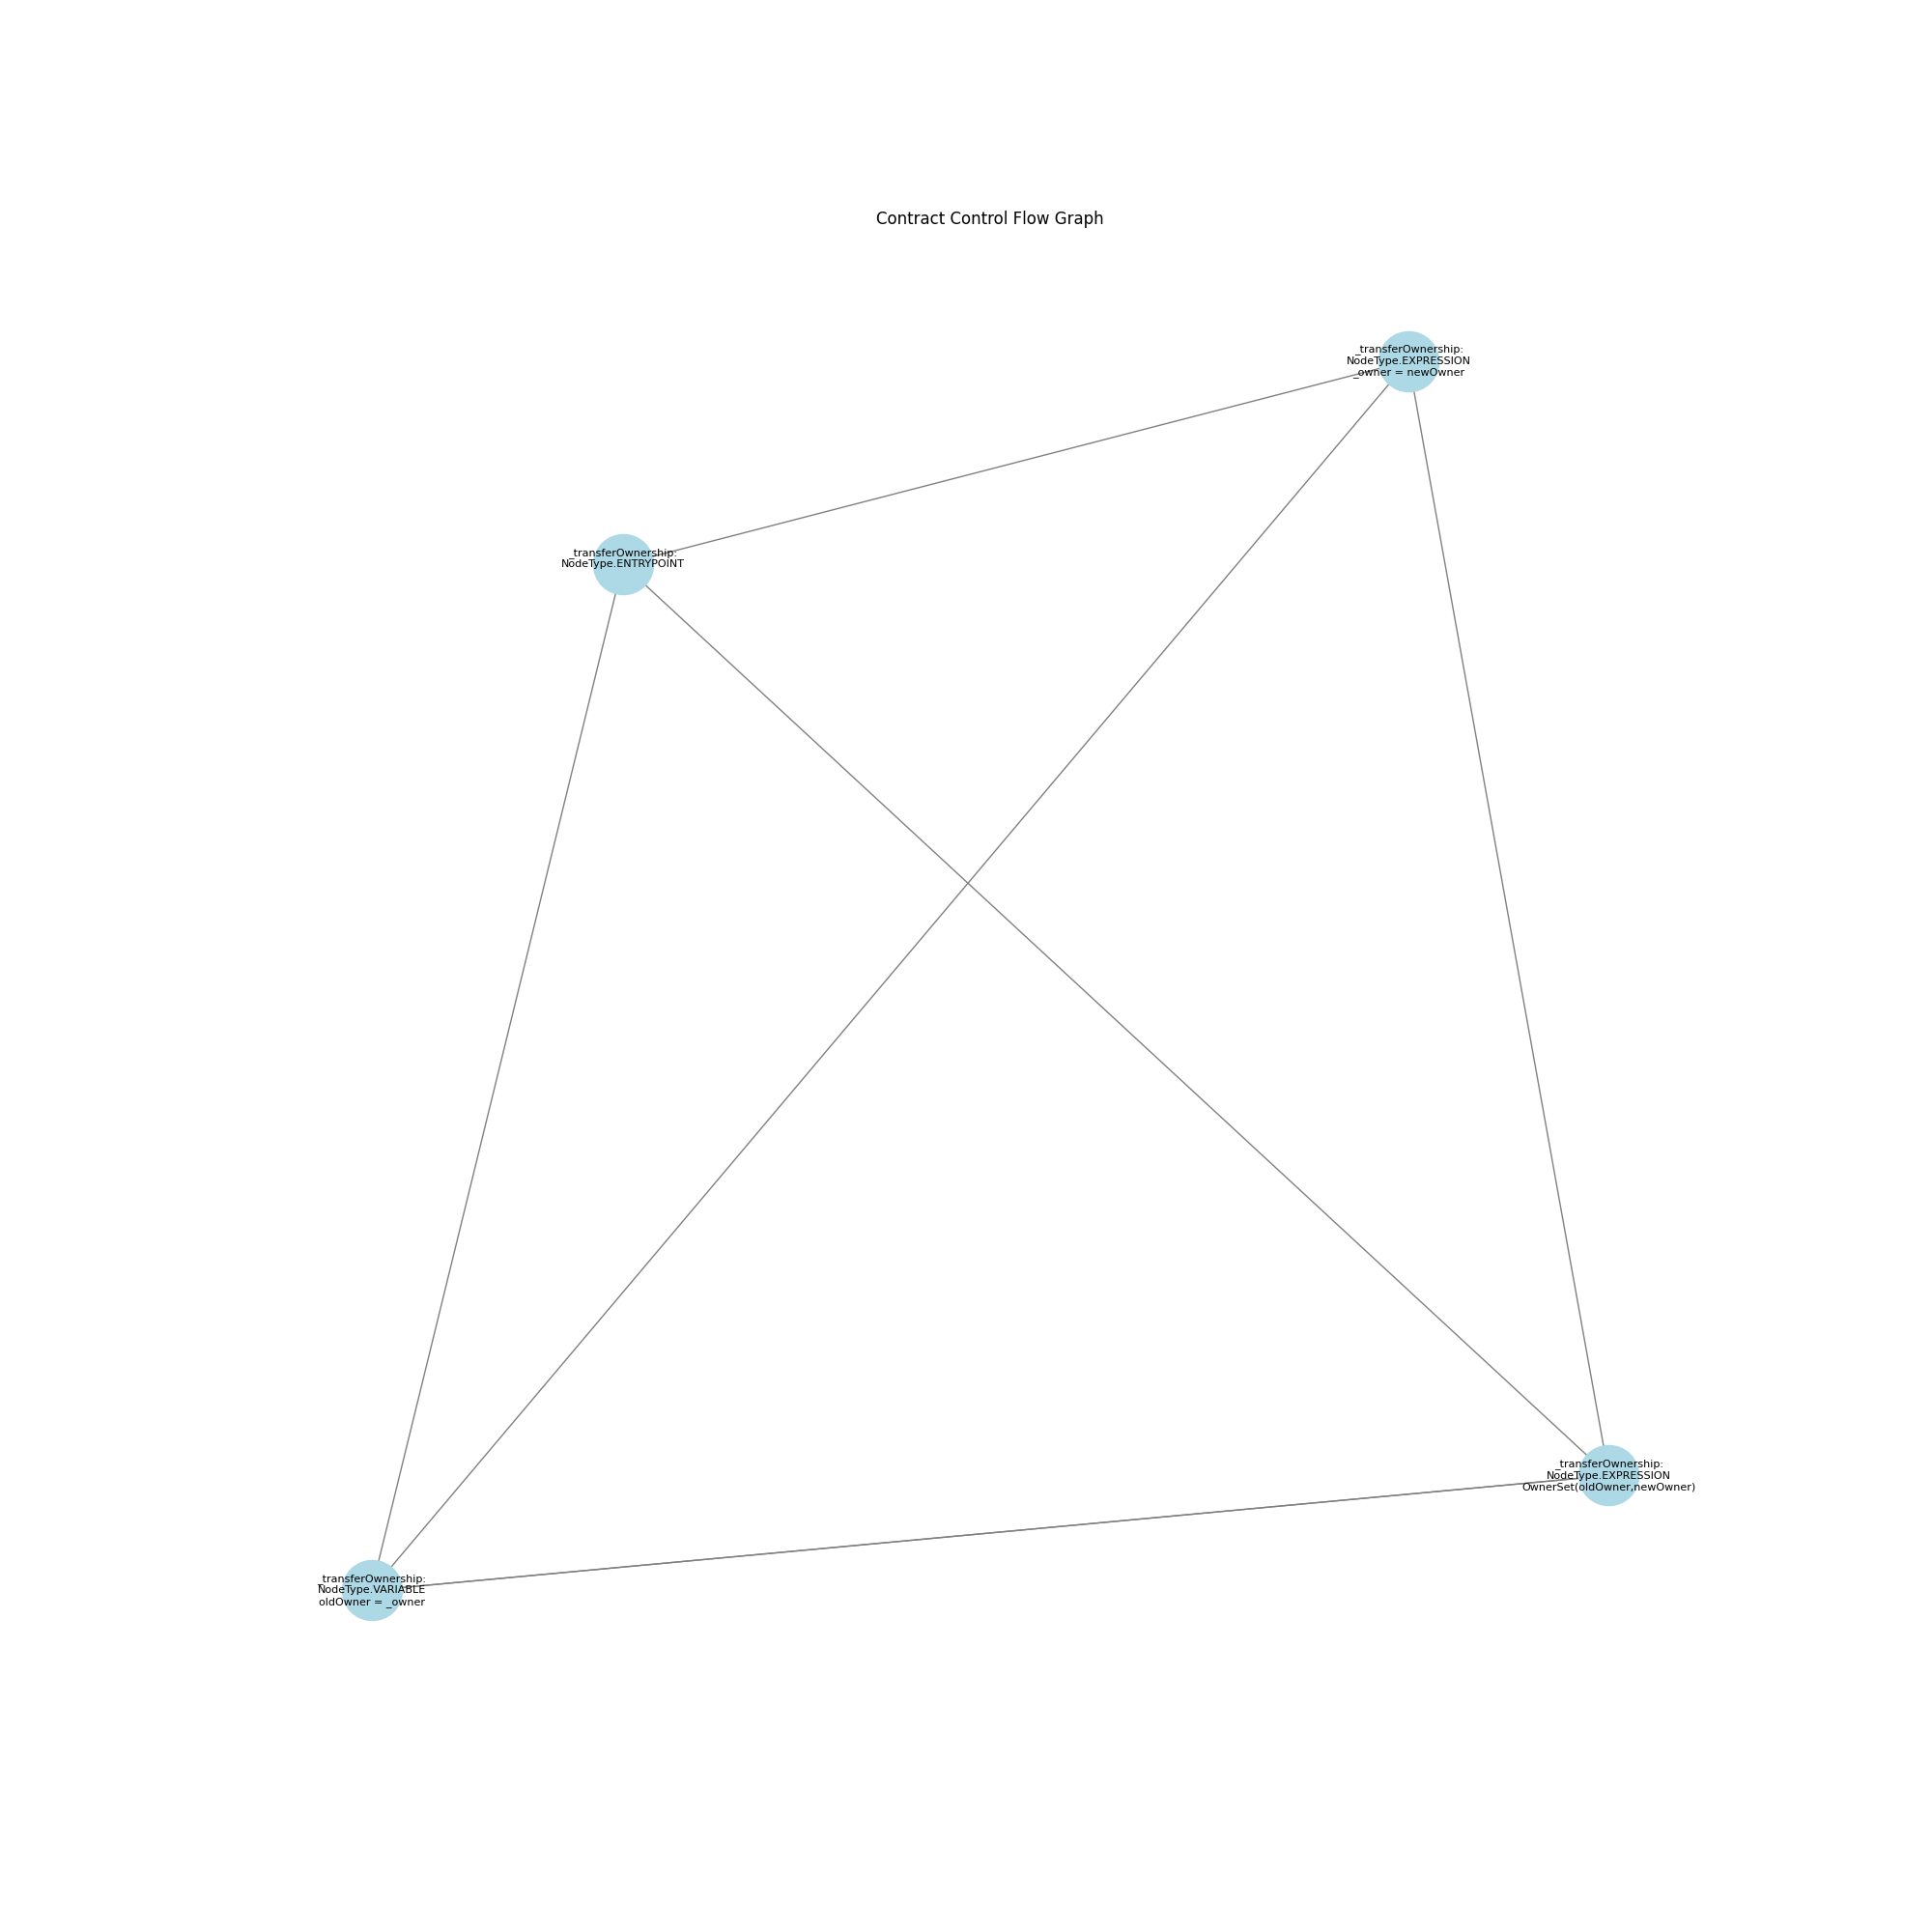 Contract Control Flow Graph
_transferOwnership:
NodeType.EXPRESSION
_owner = newOwner
_transferOwnership:
NodeType.ENTRYPOINT
_transferOwnership:
NodeType.EXPRESSION
OwnerSet(oldOwner,newOwner)
_transferOwnership:
NodeType.VARIABLE
oldOwner = _owner